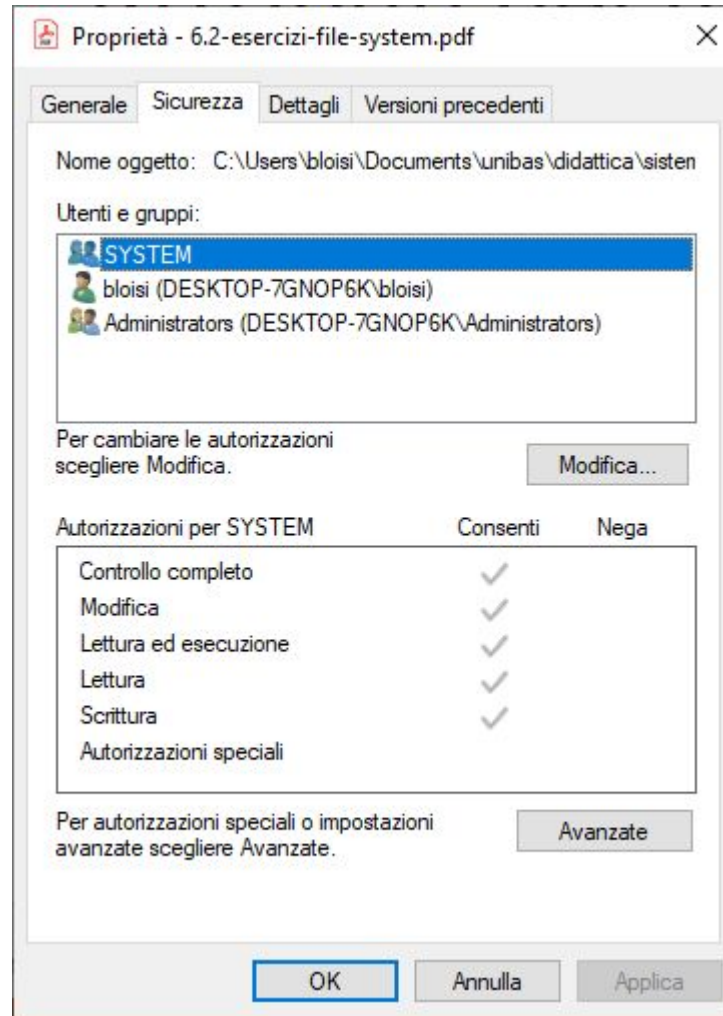 Proprietà - 6.2-esercizi-file-system.pdf
Generale Sicurezza Dettagli Versioni precedenti
Nome oggetto: C:\Users\bloisi\Documents\unibas\didattica\sisten
Utenti e gruppi:
SYSTEM
bloisi (DESKTOP-7GNOP6K\bloisi)
Administrators (DESKTOP-7GNOP6K\Administrators)
Per cambiare le autorizzazioni
scegliere Modifica.
Modifica...
Autorizzazioni per SYSTEM Consenti Nega
Controllo completo
Modifica
Lettura ed esecuzione
Lettura
Scrittura
Autorizzazioni speciali
Per autorizzazioni speciali o impostazioni
avanzate scegliere Avanzate.
Avanzate
OK Annulla Applica